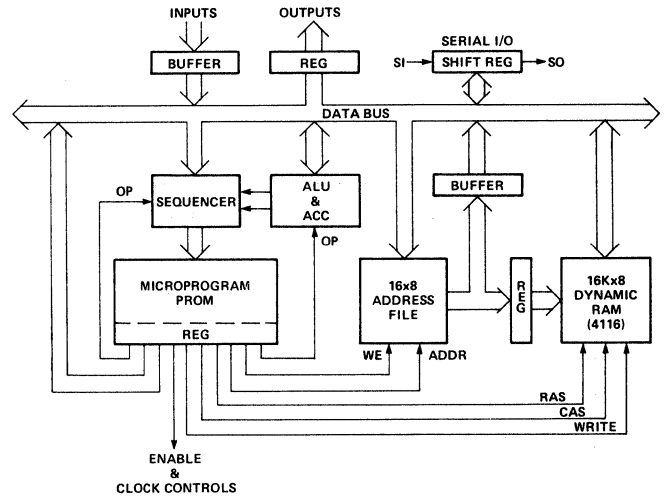 INPUTS
OUTPUTS
BUFFER
REG
SERIAL I/O
SI
SHIFT REG
SO
DATA BUS
OP
SEQUENCER
ALU
&
ACC
OP
BUFFER
MICROPROGRAM
PROM
REG
16x8
ADDRESS
FILE
REG
16Kx8
DYNAMIC
RAM
(4116)
WE
ADDR
RAS
CAS
WRITE
ENABLE
&
CLOCK CONTROLS